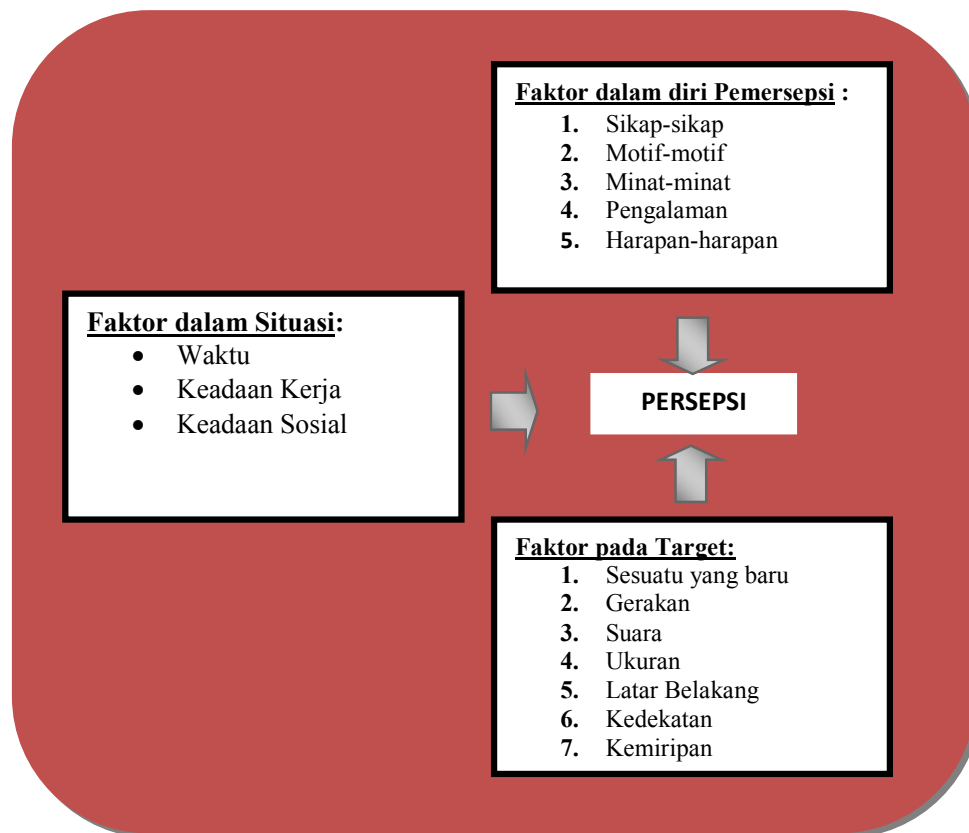 Faktor dalam diri Pemersepsi :
1. Sikap-sikap
2. Motif-motif
3. Minat-minat
4. Pengalaman
5. Harapan-harapan
Faktor dalam Situasi:
• Waktu
• Keadaan Kerja
• Keadaan Sosial
PERSEPSI
Faktor pada Target:
1. Sesuatu yang baru
2. Gerakan
3. Suara
4. Ukuran
5. Latar Belakang
6. Kedekatan
7. Kemiripan